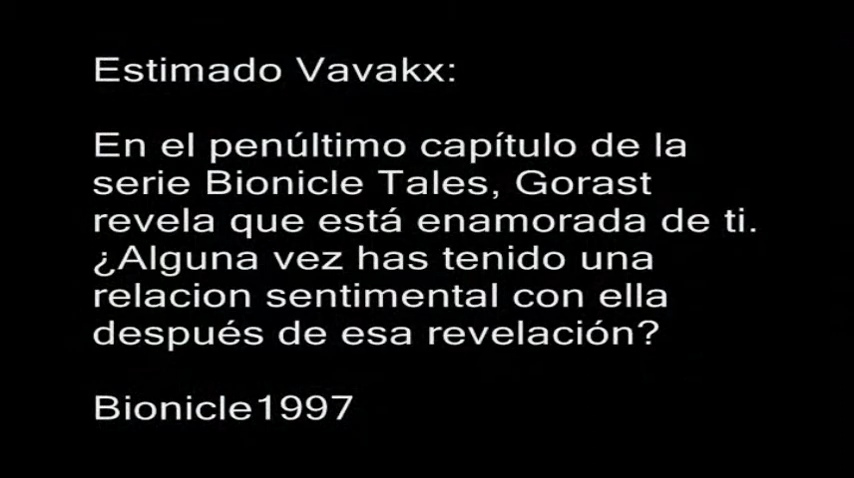 Estimado Vavakx:
En el penúltimo capítulo de la
serie Bionicle Tales, Gorast
revela que está enamorada de ti.
¿Alguna vez has tenido una
relacion sentimental con ella
después de esa revelación?
Bionicle1997